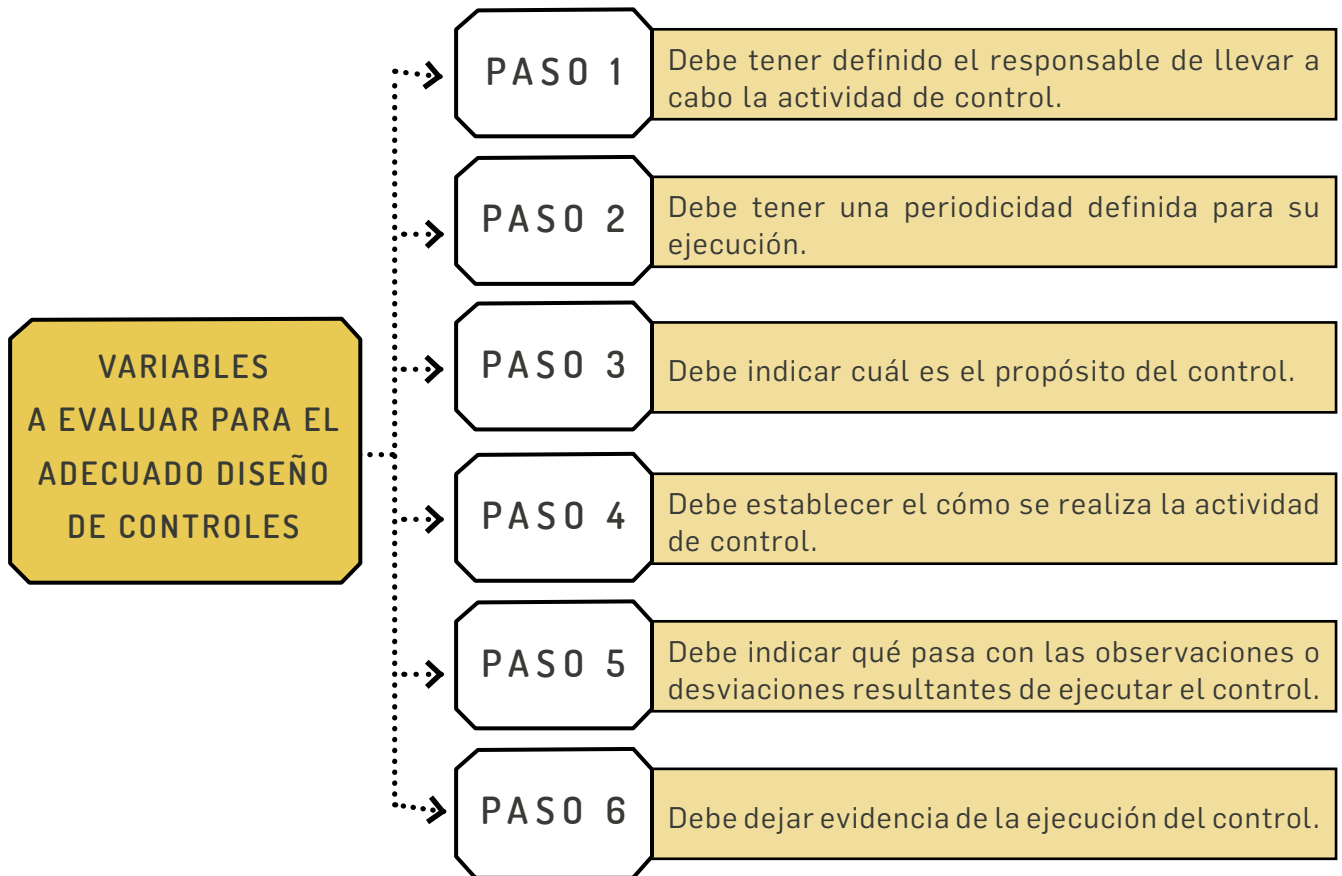 VARIABLES
A EVALUAR PARA EL
ADECUADO DISEÑO
DE CONTROLES
PASO 1
Debe tener definido el responsable de llevar a
cabo la actividad de control.
PASO 2
Debe tener una periodicidad definida para su
ejecución.
PASO 3
Debe indicar cuál es el propósito del control.
PASO 4
Debe establecer el cómo se realiza la actividad
de control.
PASO 5
Debe indicar qué pasa con las observaciones o
desviaciones resultantes de ejecutar el control.
PASO 6
Debe dejar evidencia de la ejecución del control.